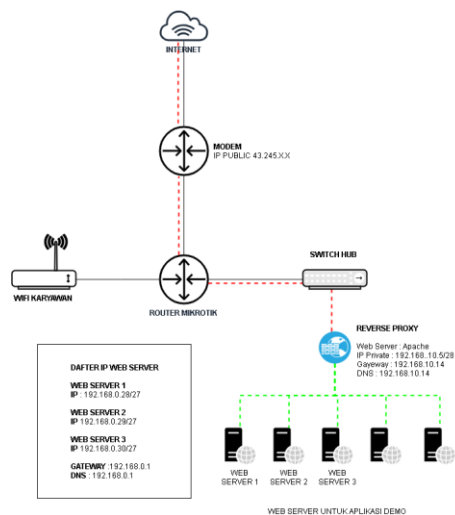 INTERNET
MODEM
IP PUBLIC 43.245.X.X
SWITCH HUB
WIFI KARYAWAN
ROUTER MIKROTIK
REVERSE PROXY
Web Server : Apache
IP Private : 192.168..10.5/28
Gayeway : 192.168.10.14
DNS : 192.168.10.14
DAFTER IP WEB SERVER
WEB SERVER 1
IP : 192.168.0.28/27
WEB SERVER 2
IP 192.168.0.29/27
WEB SERVER 3
IP 192.168.0.30/27
GATEWAY :192.168.0.1
DNS : 192.168.0.1
WEB SERVER 1
WEB SERVER 2
WEB SERVER 3
WEB SERVER UNTUK APLIKASI DEMO